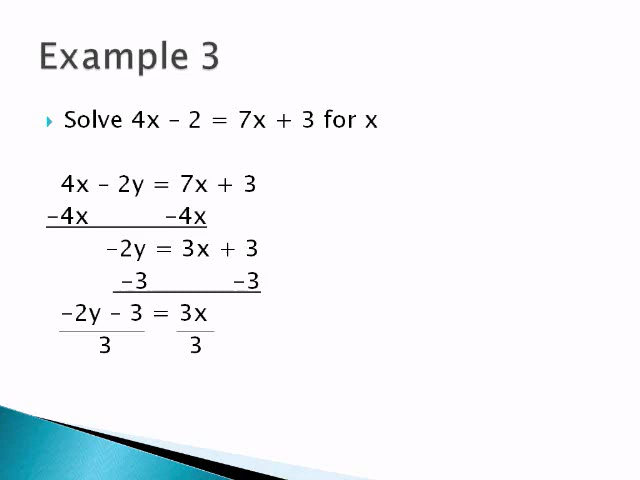 Example 3
Solve 4x – 2 = 7x + 3 for x
4x – 2y = 7x + 3
-4x -4x
-2y = 3x + 3
-3 -3
-2y – 3 = 3x
3 3